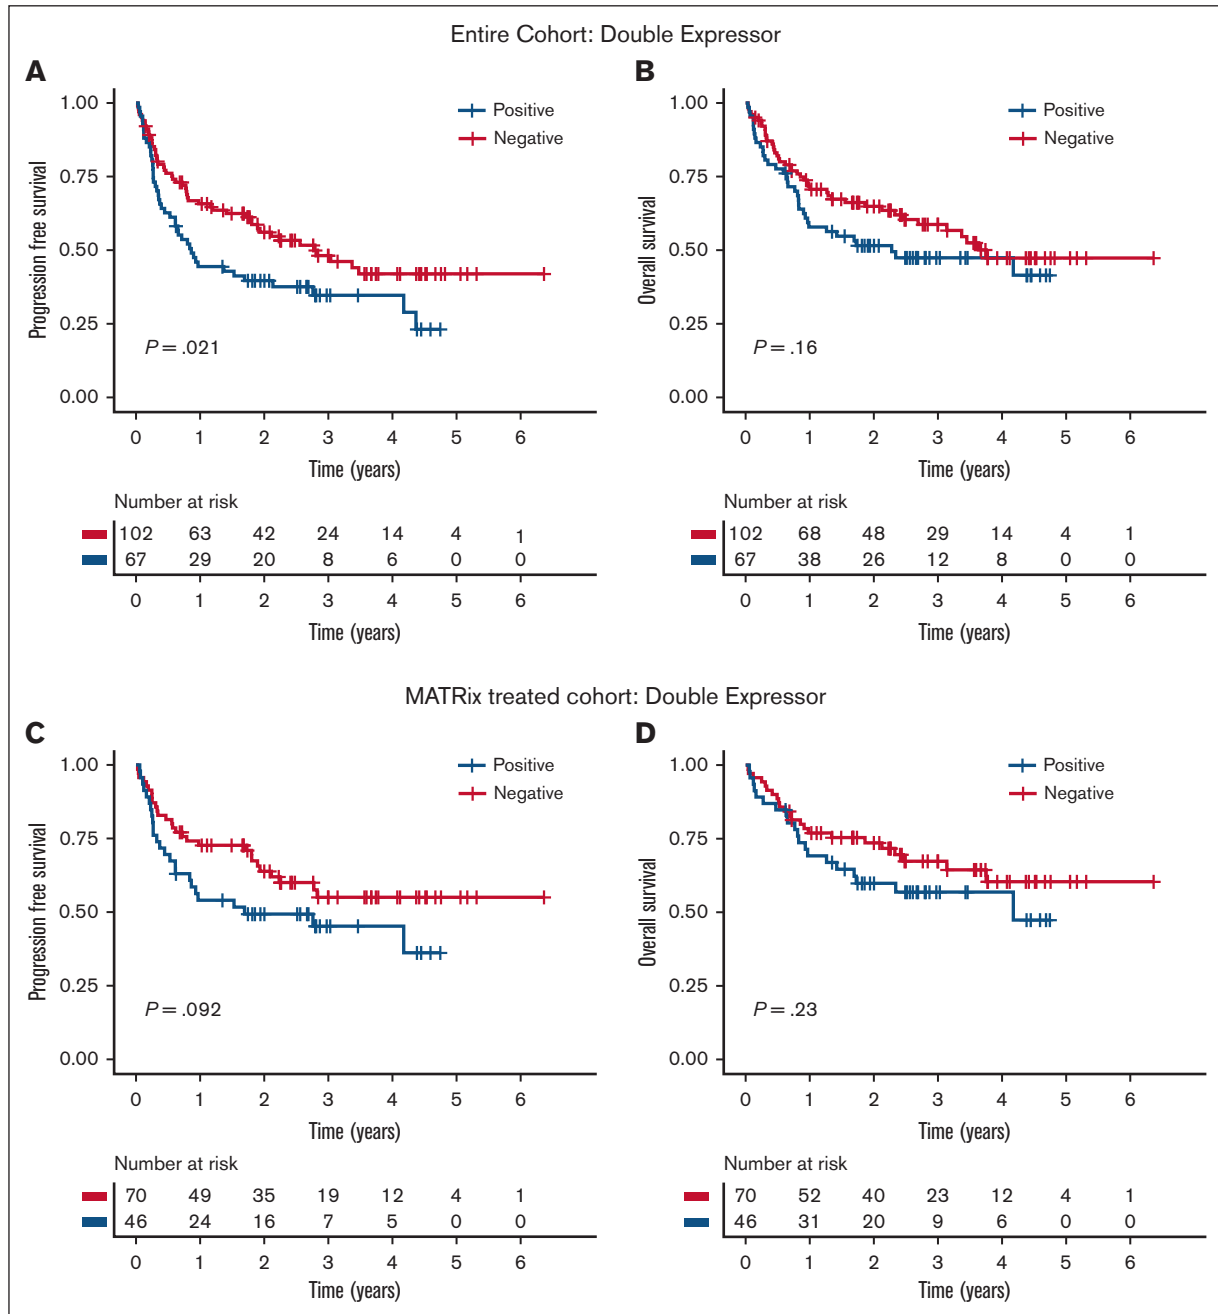 Entire Cohort: Double Expressor
A
1.00
0.75
0.50
0.25
0.00
Progression free survival
Positive
Negative
P = .021
0 1 2 3 4 5 6
Time (years)
Number at risk
102 63 42 24 14 4 1
67 29 20 8 6 0 0
0 1 2 3 4 5 6
Time (years)
B
1.00
0.75
0.50
0.25
0.00
Overall survival
Positive
Negative
P = .16
0 1 2 3 4 5 6
Time (years)
Number at risk
102 68 48 29 14 4 1
67 38 26 12 8 0 0
0 1 2 3 4 5 6
Time (years)
MATRix treated cohort: Double Expressor
C
1.00
0.75
0.50
0.25
0.00
Progression free survival
Positive
Negative
P = .092
0 1 2 3 4 5 6
Time (years)
Number at risk
70 49 35 19 12 4 1
46 24 16 7 5 0 0
0 1 2 3 4 5 6
Time (years)
D
1.00
0.75
0.50
0.25
0.00
Overall survival
Positive
Negative
P = .23
0 1 2 3 4 5 6
Time (years)
Number at risk
70 52 40 23 12 4 1
46 31 20 9 6 0 0
0 1 2 3 4 5 6
Time (years)